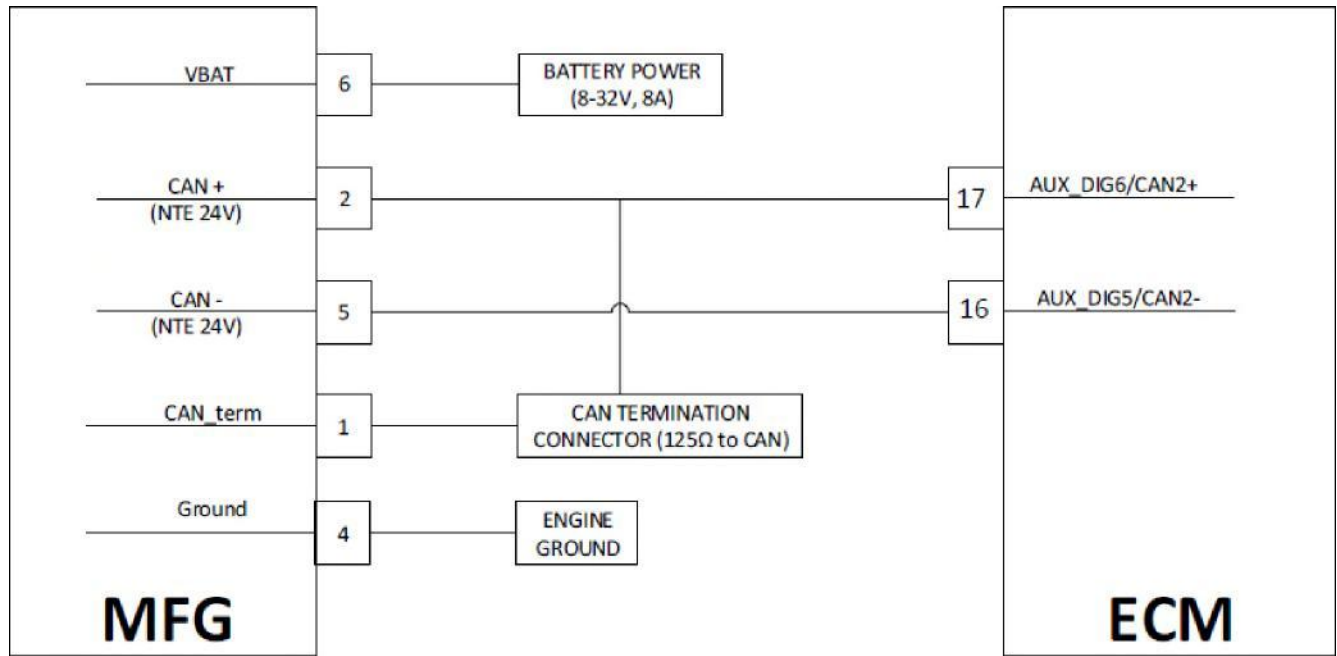 VBAT
6
BATTERY POWER
(8-32V, 8A)
CAN +
(NTE 24V)
2
17
AUX_DIG6/CAN2+
CAN -
(NTE 24V)
5
16
AUX_DIG5/CAN2-
CAN_term
1
CAN TERMINATION
CONNECTOR (125Ω to CAN)
Ground
4
ENGINE
GROUND
MFG
ECM